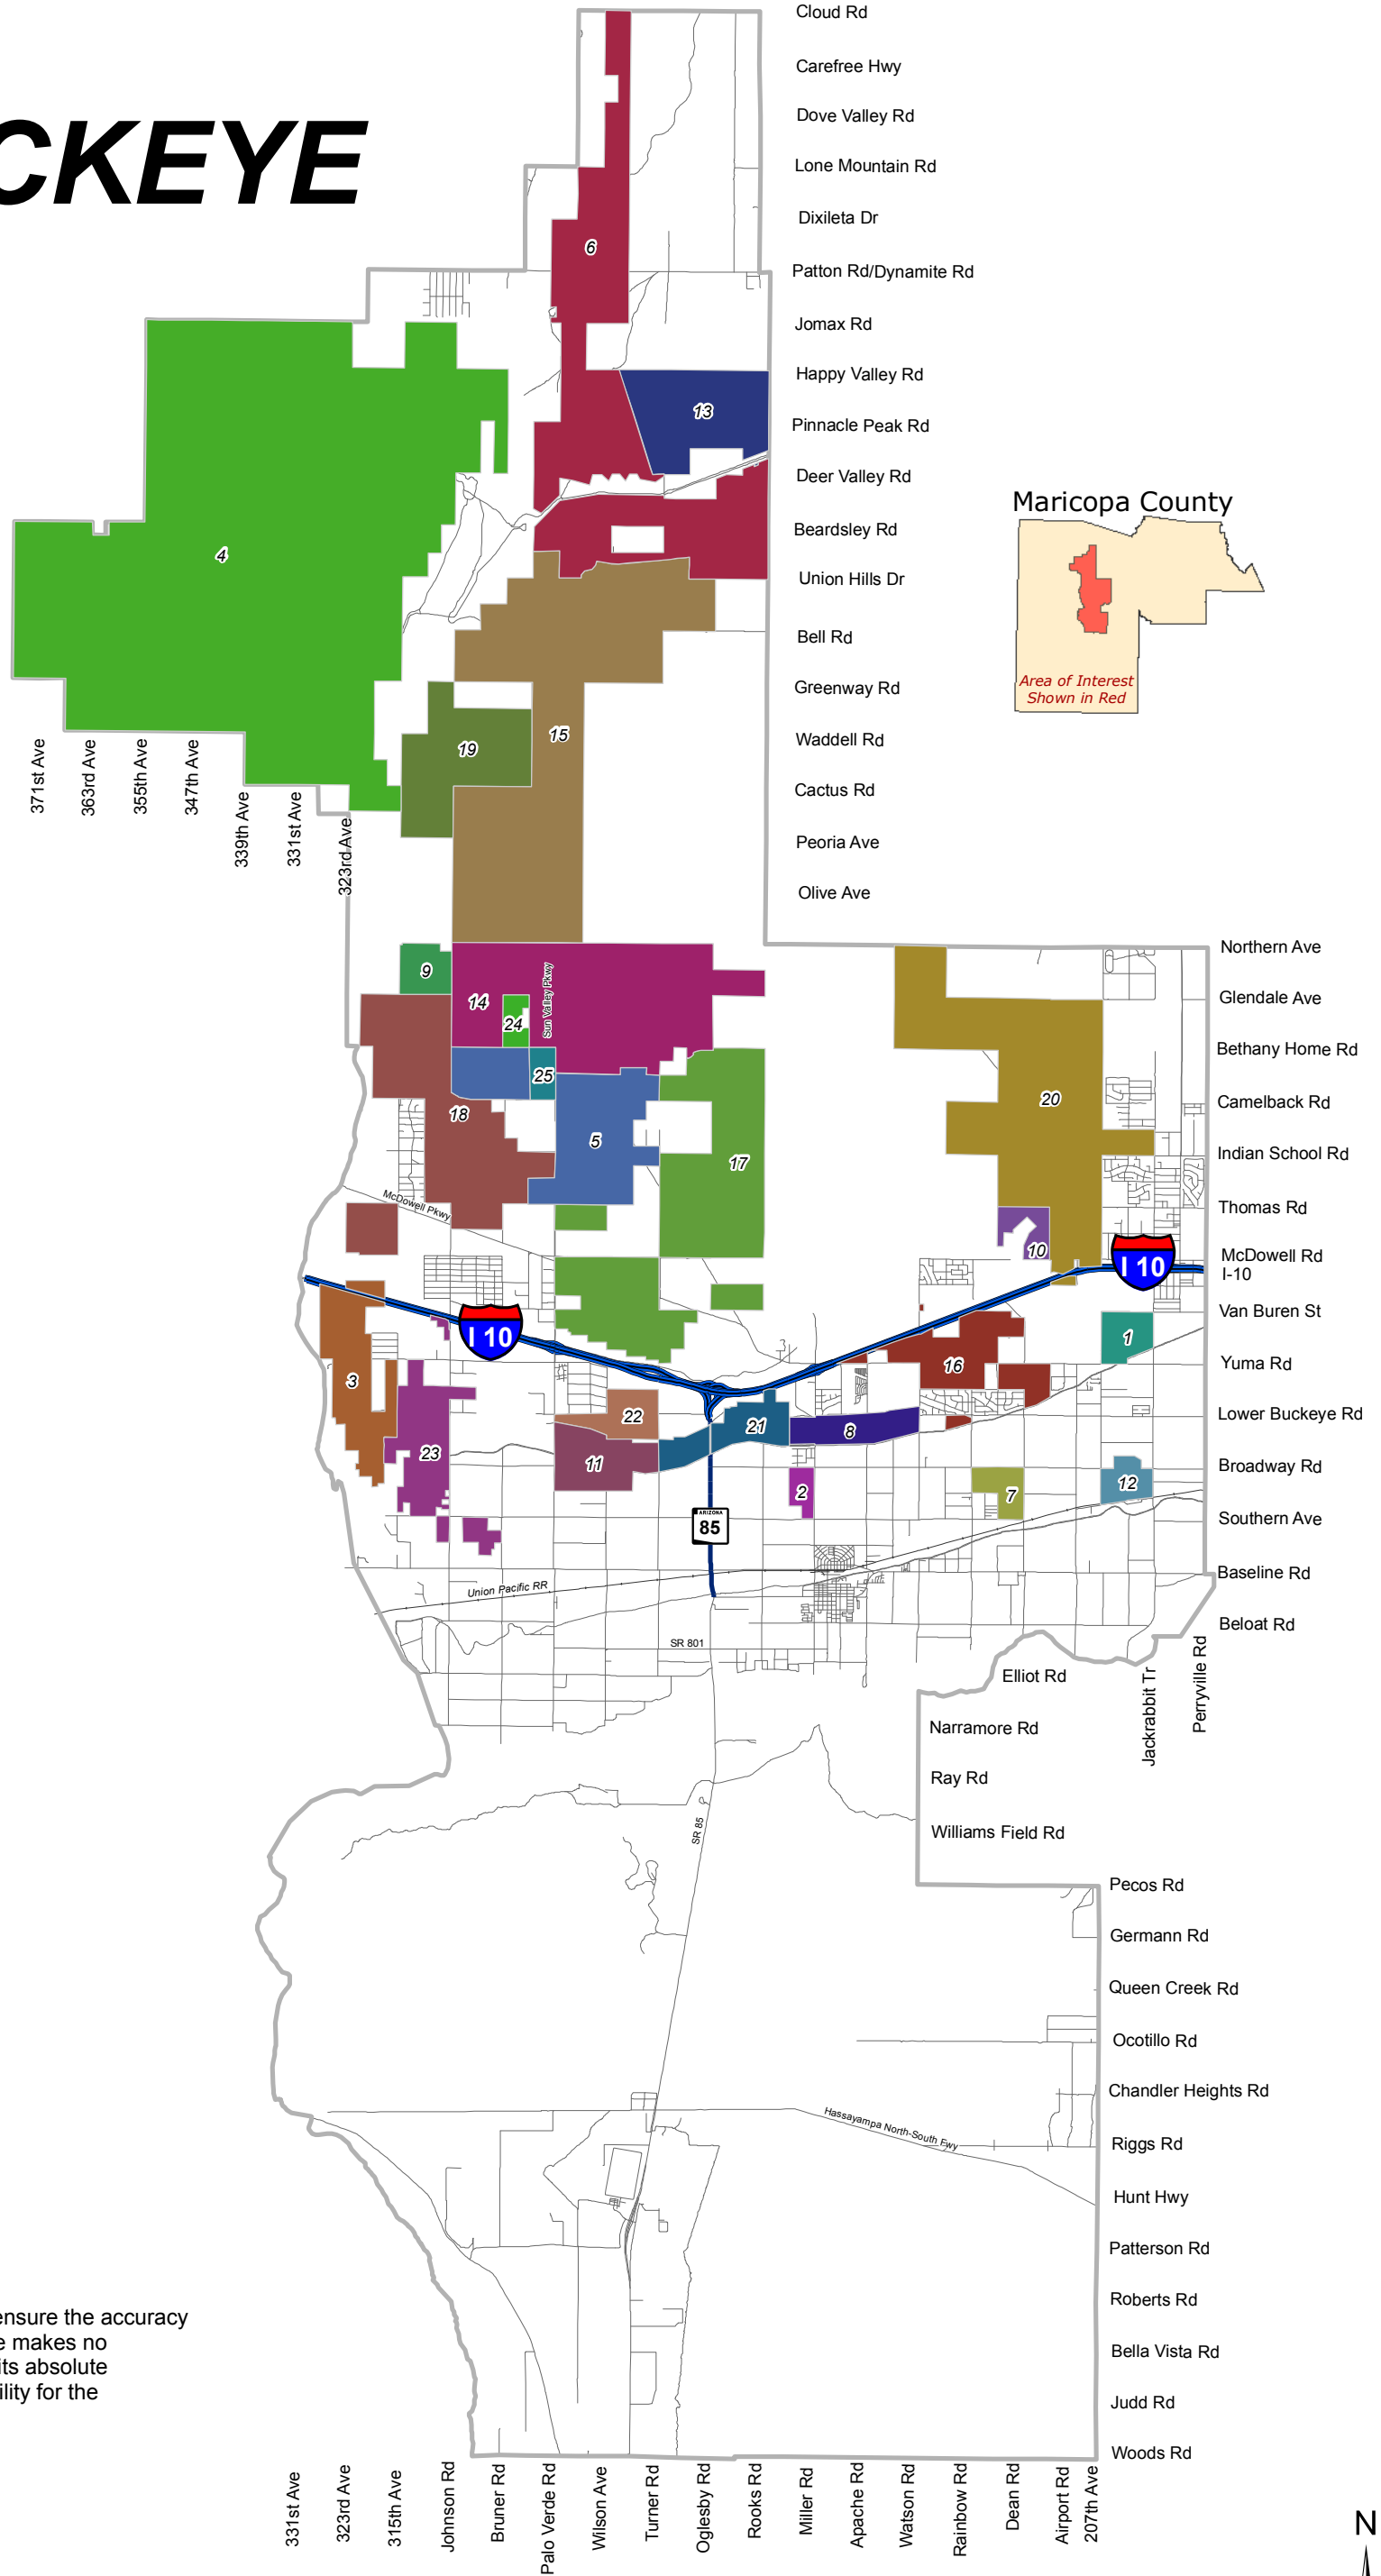 CKEYE
Cloud Rd
Carefree Hwy
Dove Valley Rd
Lone Mountain Rd
Dixileta Dr
Patton Rd/Dynamite Rd
Jomax Rd
Happy Valley Rd
Pinnacle Peak Rd
Deer Valley Rd
Beardsley Rd
Union Hills Dr
Bell Rd
Greenway Rd
Waddell Rd
Cactus Rd
Peoria Ave
Olive Ave
Maricopa County
Area of Interest
Shown in Red
6
13
4
15
19
371st Ave
363rd Ave
355th Ave
347th Ave
339th Ave
331st Ave
323rd Ave
Northern Ave
Glendale Ave
Bethany Home Rd
Camelback Rd
Indian School Rd
Thomas Rd
McDowell Rd
I-10
Van Buren St
Yuma Rd
Lower Buckeye Rd
Broadway Rd
Southern Ave
Baseline Rd
Beloat Rd
9
14
Sun Valley Pkwy
24
25
18
5
17
20
McDowell Pkwy
10
I 10
I 10
1
16
3
22
21
8
23
11
2
7
12
ARIZONA
85
Union Pacific RR
SR 801
Elliot Rd
Jackrabbit Tr
Perryville Rd
Narramore Rd
Ray Rd
Williams Field Rd
SR 85
Pecos Rd
Germann Rd
Queen Creek Rd
Ocotillo Rd
Chandler Heights Rd
Hassayampa North-South Fwy
Riggs Rd
Hunt Hwy
Patterson Rd
Roberts Rd
Bella Vista Rd
Judd Rd
Woods Rd
ensure the accuracy
e makes no
its absolute
ility for the
331st Ave
323rd Ave
315th Ave
Johnson Rd
Bruner Rd
Palo Verde Rd
Wilson Ave
Turner Rd
Oglesby Rd
Rooks Rd
Miller Rd
Apache Rd
Watson Rd
Rainbow Rd
Dean Rd
Airport Rd
207th Ave
N